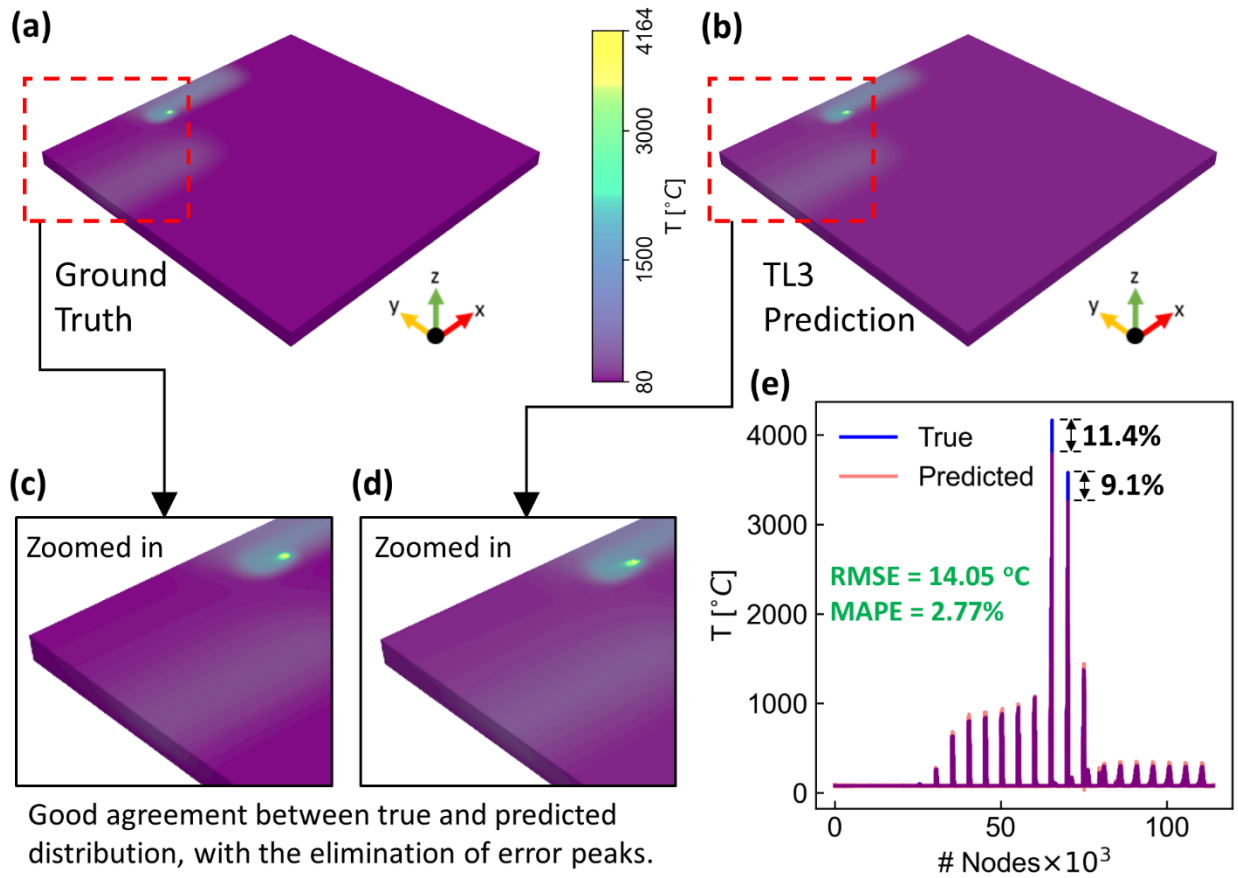 (a)
Ground
Truth
z
y
x
4164
3000
1500
80
T [°C]
(b)
TL3
Prediction
z
y
x
(c)
Zoomed in
(d)
Zoomed in
Good agreement between true and predicted
distribution, with the elimination of error peaks.
(e)
True
Predicted
11.4%
9.1%
RMSE = 14.05 °C
MAPE = 2.77%
T [°C]
4000
3000
2000
1000
0
0
50
100
# Nodes×10³